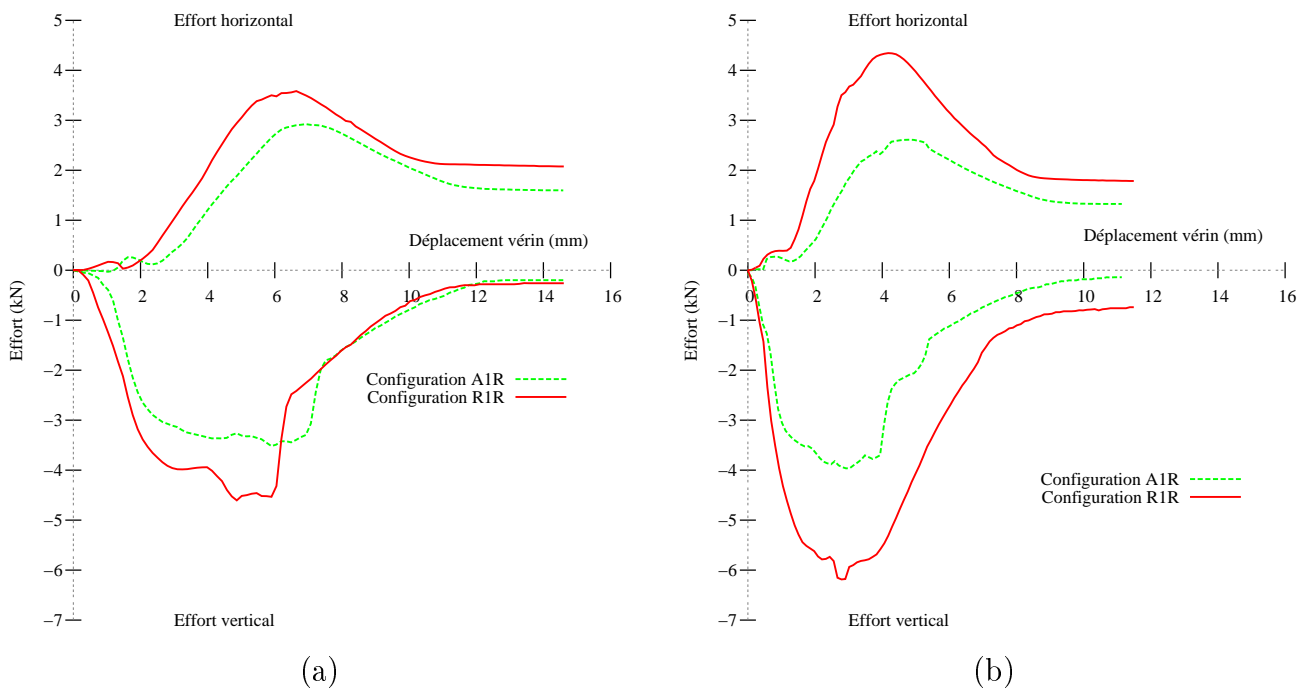 Effort horizontal
5
4
3
2
1
0
−1
−2
−3
−4
−5
−6
−7
Effort (kN)
Déplacement vérin (mm)
0 2 4 6 8 10 12 14 16
Configuration A1R
Configuration R1R
Effort vertical
(a)
Effort horizontal
5
4
3
2
1
0
−1
−2
−3
−4
−5
−6
−7
Effort (kN)
Déplacement vérin (mm)
0 2 4 6 8 10 12 14 16
Configuration A1R
Configuration R1R
Effort vertical
(b)